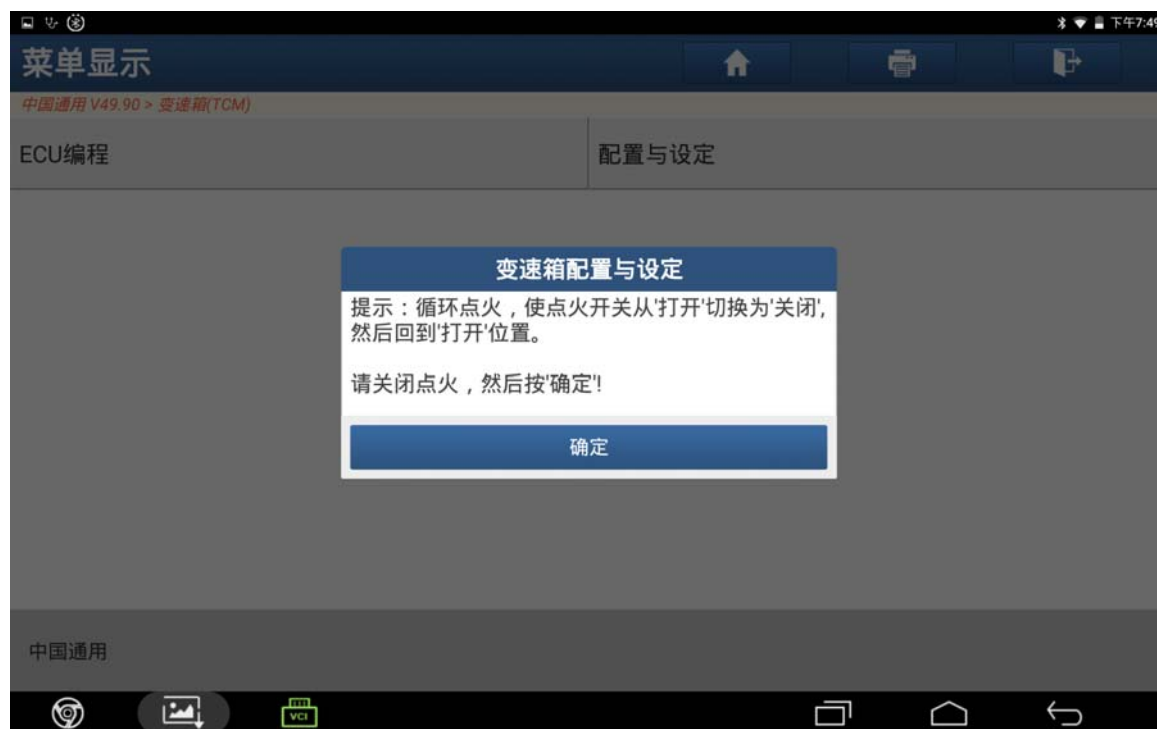 下午7:49
菜单显示
中国通用 V49.90 > 变速箱(TCM)
ECU编程
配置与设定
变速箱配置与设定
提示：循环点火，使点火开关从'打开'切换为'关闭',
然后回到'打开'位置。
请关闭点火，然后按'确定'!
确定
中国通用
VCI